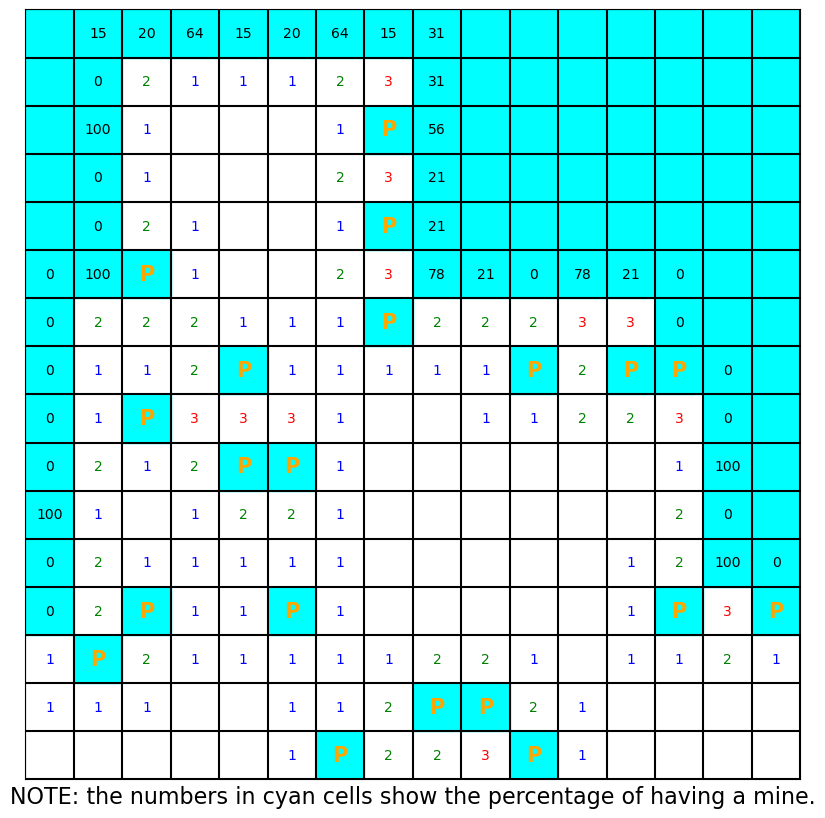 15 20 64 15 20 64 15 31
0 2 1 1 1 2 3 31
100 1 1 P 56
0 1 2 3 21
0 2 1 1 P 21
0 100 P 1 2 3 78 21 0 78 21 0
0 2 2 2 1 1 1 P 2 2 2 3 3 0
0 1 1 2 P 1 1 1 1 1 P 2 P P 0
0 1 P 3 3 3 1 1 1 2 2 3 0
0 2 1 2 P P 1 1 100
100 1 1 2 2 1 2 0
0 2 1 1 1 1 1 1 2 100 0
0 2 P 1 1 P 1 1 P 3 P
1 P 2 1 1 1 1 1 2 2 1 1 1 2 1
1 1 1 1 1 2 P P 2 1
1 P 2 2 3 P 1
NOTE: the numbers in cyan cells show the percentage of having a mine.